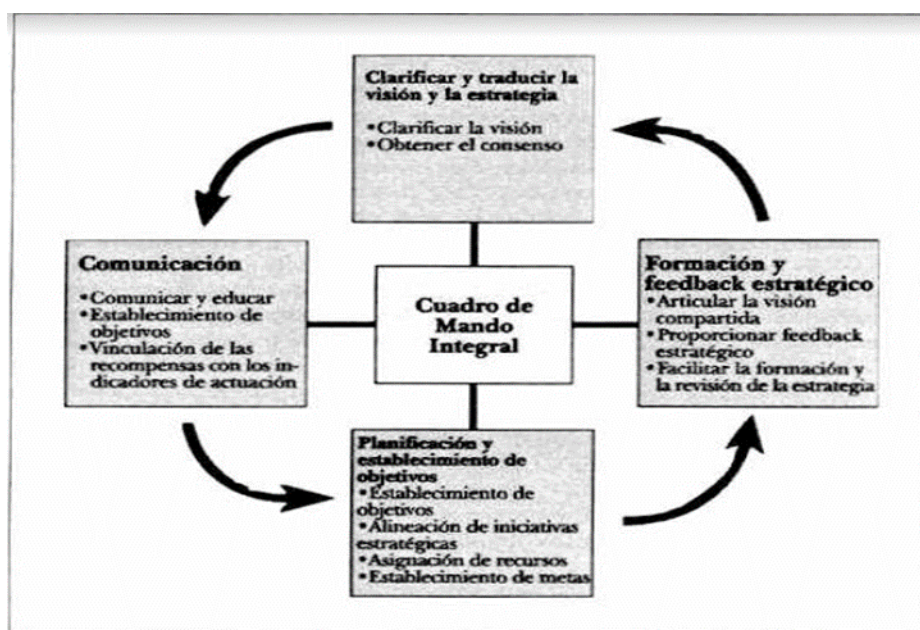 Clarificar y traducir la
visión y la estrategia
•Clarificar la visión
•Obtener el consenso
Comunicación
•Comunicar y educar
•Establecimiento de
objetivos
•Vinculación de las
recompensas con los in-
dicadores de actuación
Cuadro de
Mando
Integral
Formación y
feedback estratégico
•Articular la visión
compartida
•Proporcionar feedback
estratégico
•Facilitar la formación y
la revisión de la estrategia
Planificación y
establecimiento de
objetivos
•Establecimiento de
objetivos
•Alineación de iniciativas
estratégicas
•Asignación de recursos
•Establecimiento de metas